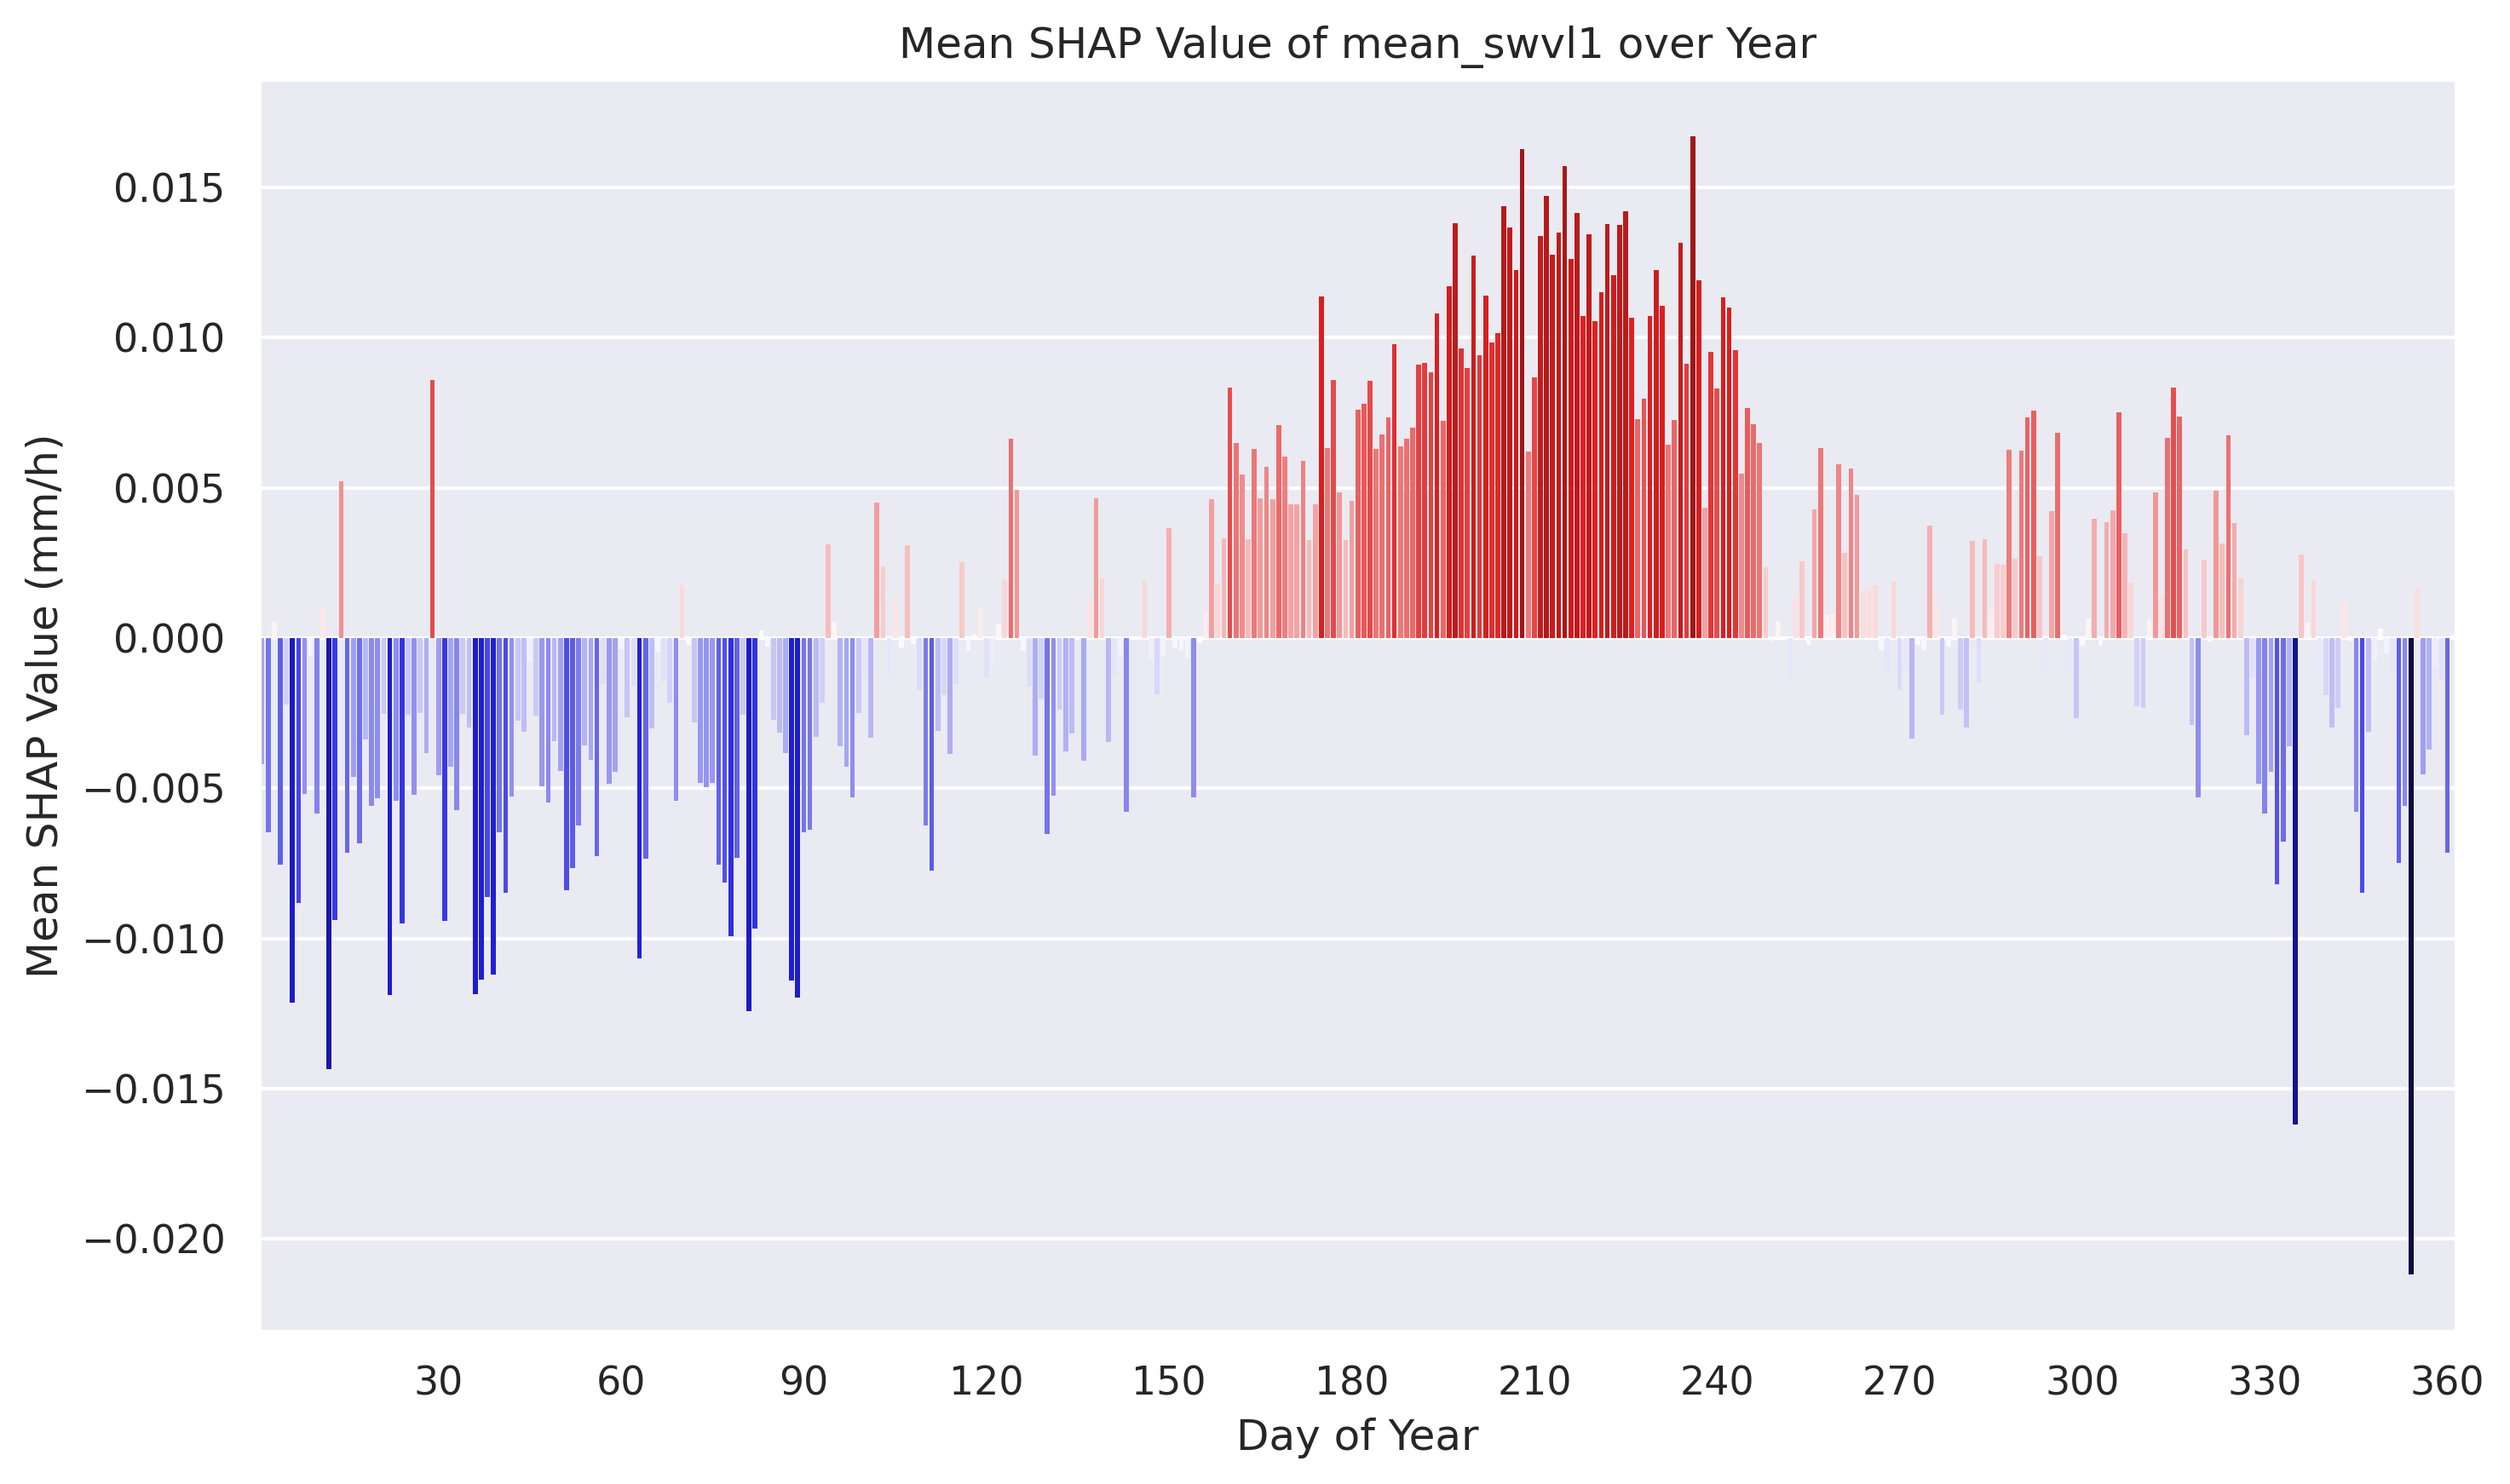 Mean SHAP Value of mean_swvl1 over Year
Mean SHAP Value (mm/h)
0.015
0.010
0.005
0.000
−0.005
−0.010
−0.015
−0.020
30 60 90 120 150 180 210 240 270 300 330 360
Day of Year